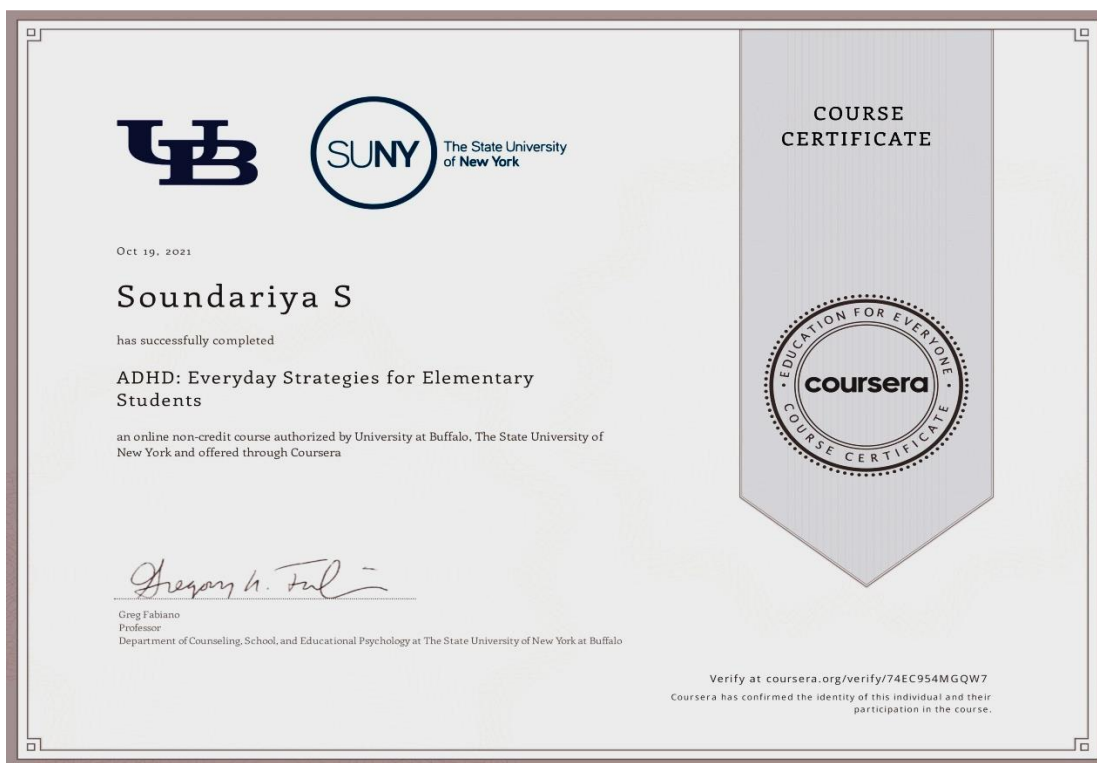 UB
SUNY
The State University
of New York
COURSE
CERTIFICATE
Oct 19, 2021
Soundariya S
has successfully completed
ADHD: Everyday Strategies for Elementary
Students
an online non-credit course authorized by University at Buffalo, The State University of
New York and offered through Coursera
EDUCATION FOR EVERYONE
coursera
COURSE CERTIFICATE
Gregory A. Fabiano
Greg Fabiano
Professor
Department of Counseling, School, and Educational Psychology at The State University of New York at Buffalo
Verify at coursera.org/verify/74EC954MGQW7
Coursera has confirmed the identity of this individual and their
participation in the course.